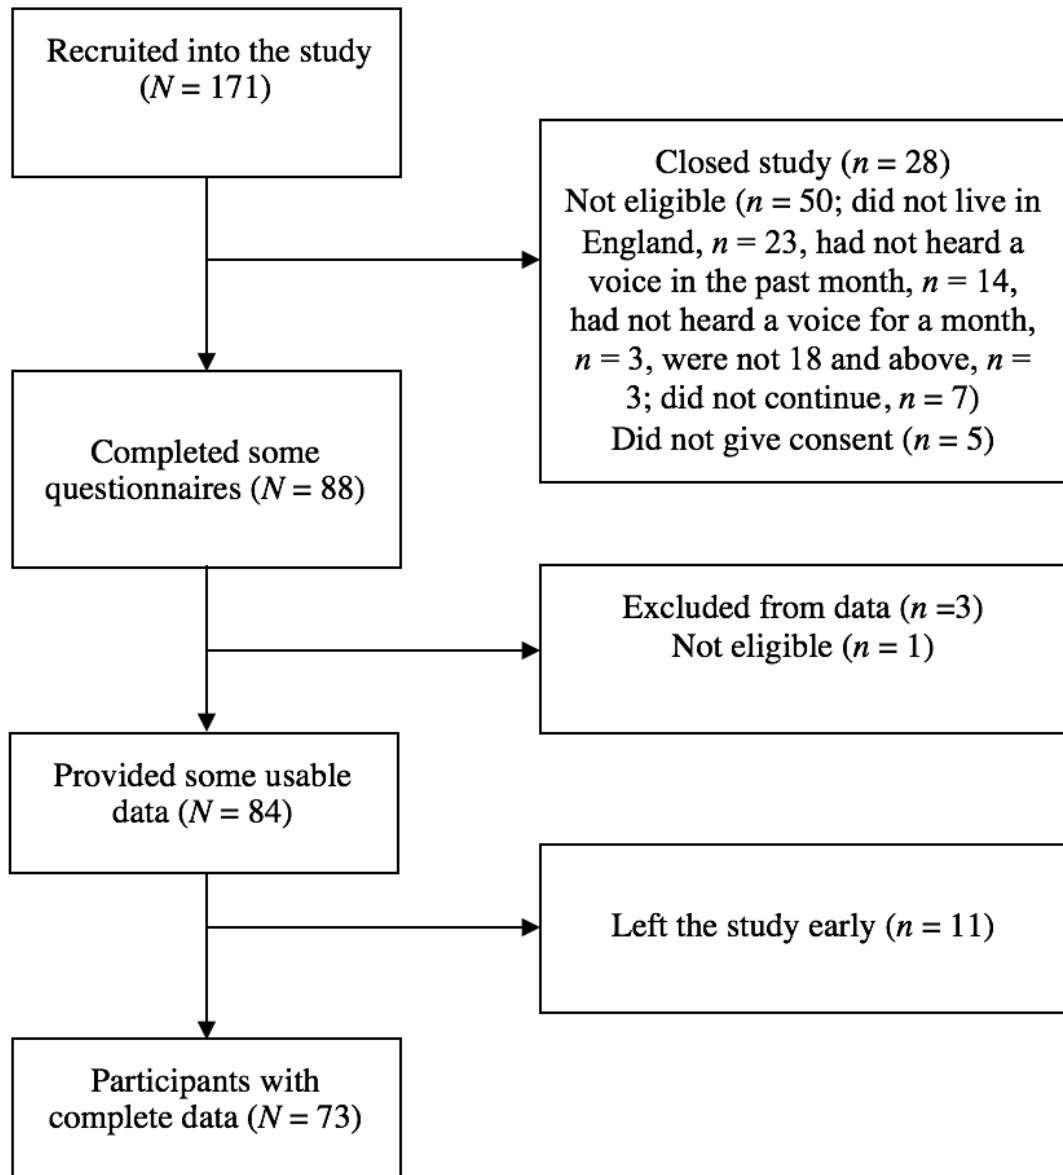 Recruited into the study
(N = 171)
Closed study (n = 28)
Not eligible (n = 50; did not live in
England, n = 23, had not heard a
voice in the past month, n = 14,
had not heard a voice for a month,
n = 3, were not 18 and above, n =
3; did not continue, n = 7)
Did not give consent (n = 5)
Completed some
questionnaires (N = 88)
Excluded from data (n =3)
Not eligible (n = 1)
Provided some usable
data (N = 84)
Left the study early (n = 11)
Participants with
complete data (N = 73)